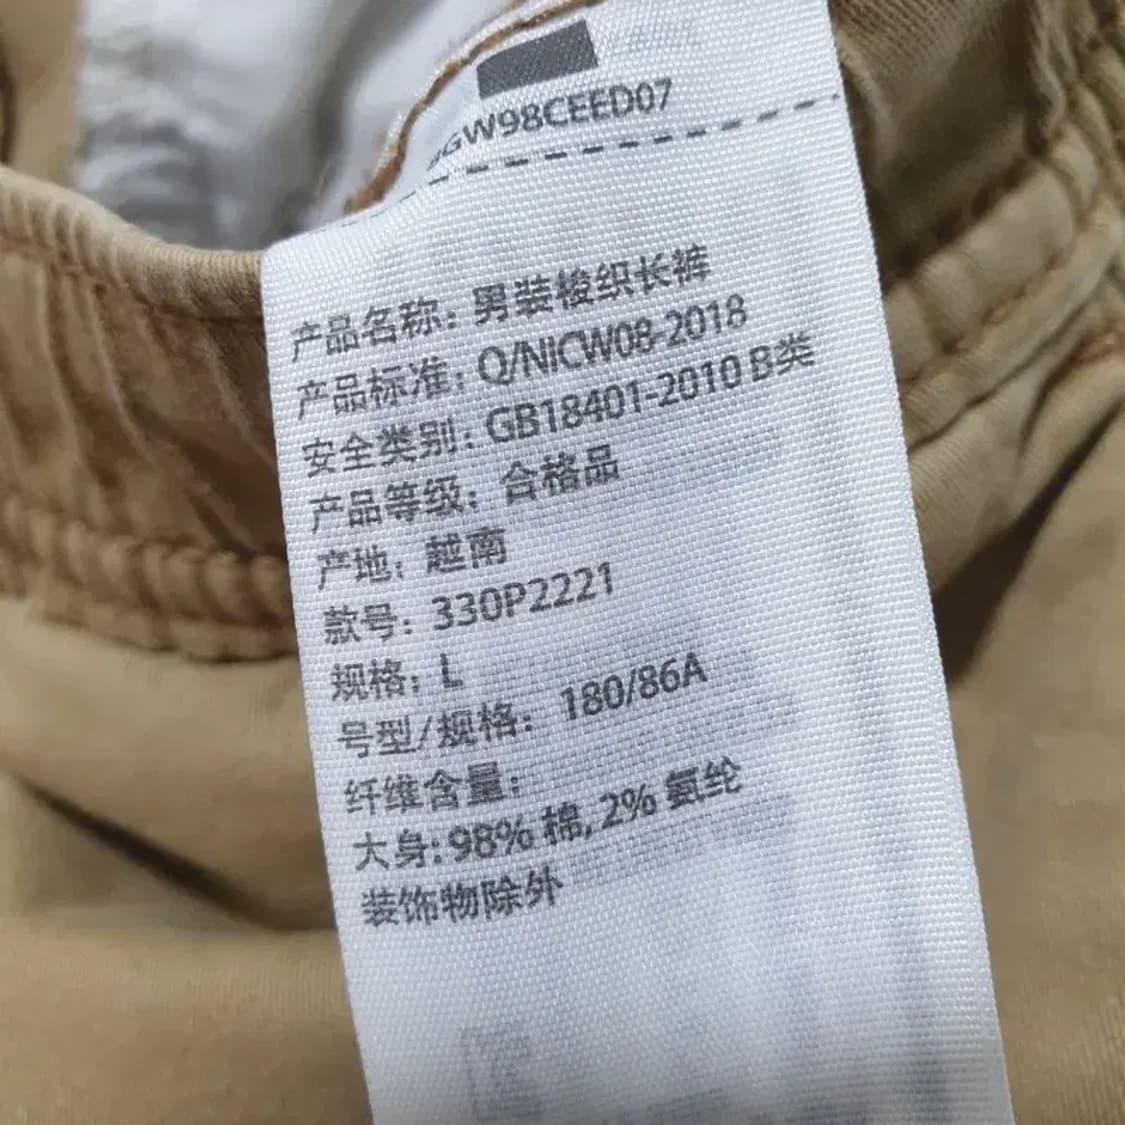 GW98CEED07
产品名称: 男装梭织长裤
产品标准: Q/NICW08-2018
安全类别: GB18401-2010 B类
产品等级: 合格品
产地: 越南
款号: 330P2221
规格: L
号型/规格: 180/86A
纤维含量:
大身: 98% 棉, 2% 氨纶
装饰物除外